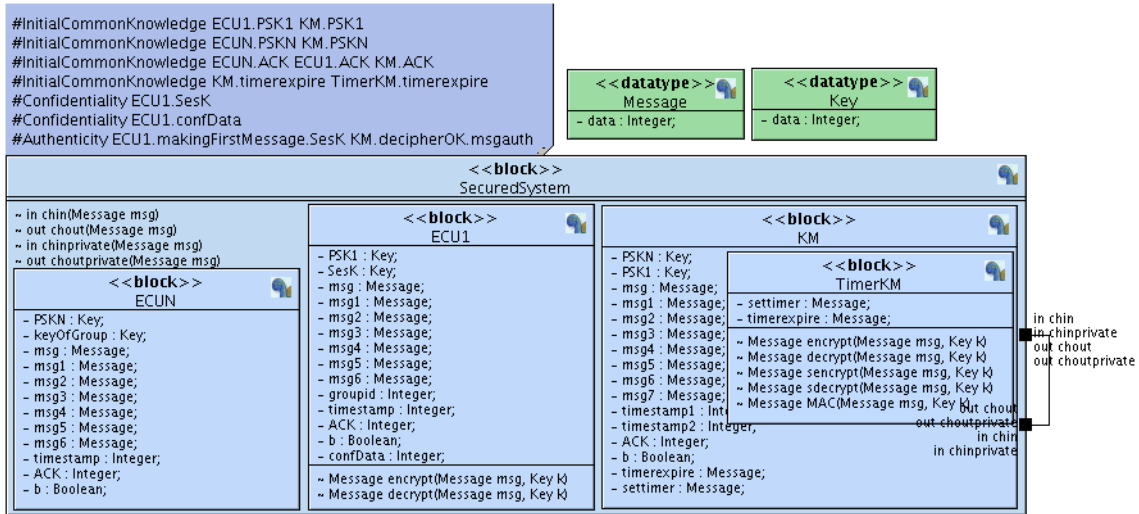 #InitialCommonKnowledge ECU1.PSK1 KM.PSK1
#InitialCommonKnowledge ECUN.PSKN KM.PSKN
#InitialCommonKnowledge ECUN.ACK ECU1.ACK KM.ACK
#InitialCommonKnowledge KM.timerexpire TimerKM.timerexpire
#Confidentiality ECU1.SesK
#Confidentiality ECU1.confData
#Authenticity ECU1.makingFirstMessage.SesK KM.decipherOK.msgauth
<<datatype>>
Message
- data : Integer;
<<datatype>>
Key
- data : Integer;
<<block>>
SecuredSystem
~ in chin(Message msg)
~ out chout(Message msg)
~ in chinprivate(Message msg)
~ out choutprivate(Message msg)
<<block>>
ECUN
- PSKN : Key;
- keyOfGroup : Key;
- msg : Message;
- msg1 : Message;
- msg2 : Message;
- msg3 : Message;
- msg4 : Message;
- msg5 : Message;
- msg6 : Message;
- timestamp : Integer;
- ACK : Integer;
- b : Boolean;
<<block>>
ECU1
- PSK1 : Key;
- SesK : Key;
- msg : Message;
- msg1 : Message;
- msg2 : Message;
- msg3 : Message;
- msg4 : Message;
- msg5 : Message;
- msg6 : Message;
- groupid : Integer;
- timestamp : Integer;
- ACK : Integer;
- b : Boolean;
- confData : Integer;
~ Message encrypt(Message msg, Key k)
~ Message decrypt(Message msg, Key k)
<<block>>
KM
- PSKN : Key;
- PSK1 : Key;
- msg : Message;
- msg1 : Message;
- msg2 : Message;
- msg3 : Message;
- msg4 : Message;
- msg5 : Message;
- msg6 : Message;
- msg7 : Message;
- timestamp1 : Inte
- timestamp2 : Integer;
- ACK : Integer;
- b : Boolean;
- timerexpire : Message;
- settimer : Message;
<<block>>
TimerKM
- settimer : Message;
- timerexpire : Message;
~ Message encrypt(Message msg, Key k)
~ Message decrypt(Message msg, Key k)
~ Message sencrypt(Message msg, Key k)
~ Message sdecrypt(Message msg, Key k)
~ Message MAC(Message msg, Key k)
in chin
in chinprivate
out chout
out choutprivate
out chout
out choutprivate
in chin
in chinprivate